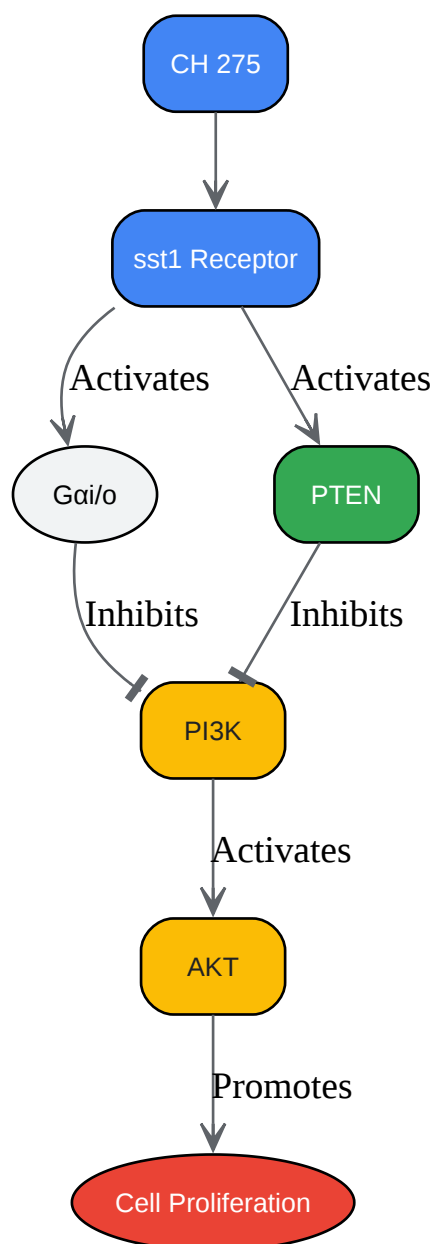 CH 275
sst1 Receptor
Activates
Activates
Gαi/o
PTEN
Inhibits
Inhibits
PI3K
Activates
AKT
Promotes
Cell Proliferation